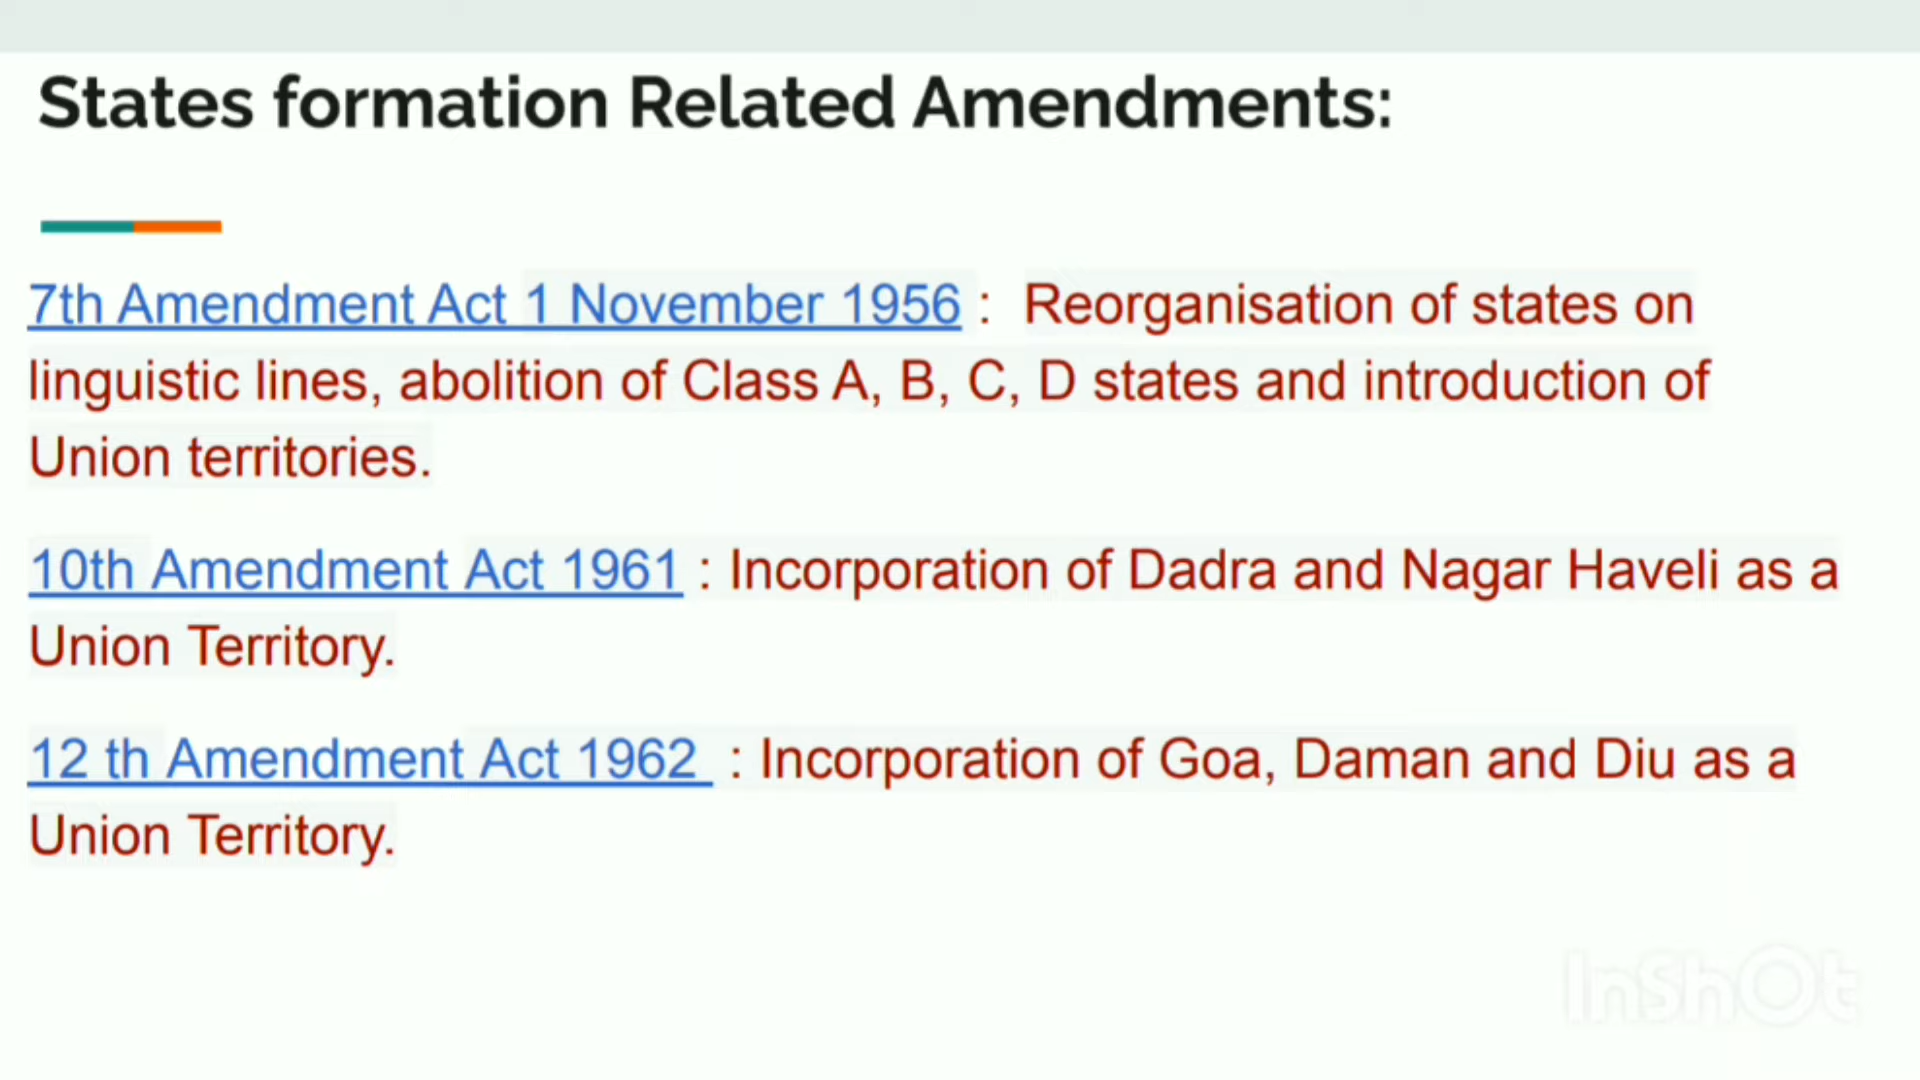 States formation Related Amendments:
7th Amendment Act 1 November 1956 :  Reorganisation of states on
linguistic lines, abolition of Class A, B, C, D states and introduction of
Union territories.
10th Amendment Act 1961 : Incorporation of Dadra and Nagar Haveli as a
Union Territory.
12 th Amendment Act 1962  : Incorporation of Goa, Daman and Diu as a
Union Territory.
InShOt